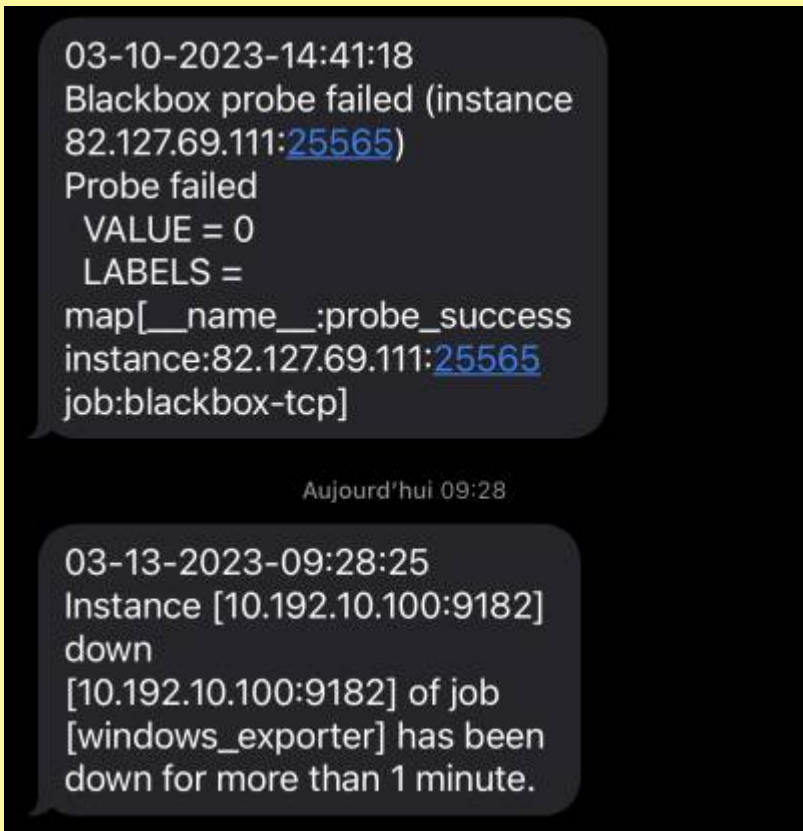 03-10-2023-14:41:18
Blackbox probe failed (instance
82.127.69.111:25565)
Probe failed
VALUE = 0
LABELS =
map[__name__:probe_success
instance:82.127.69.111:25565
job:blackbox-tcp]
Aujourd'hui 09:28
03-13-2023-09:28:25
Instance [10.192.10.100:9182]
down
[10.192.10.100:9182] of job
[windows_exporter] has been
down for more than 1 minute.